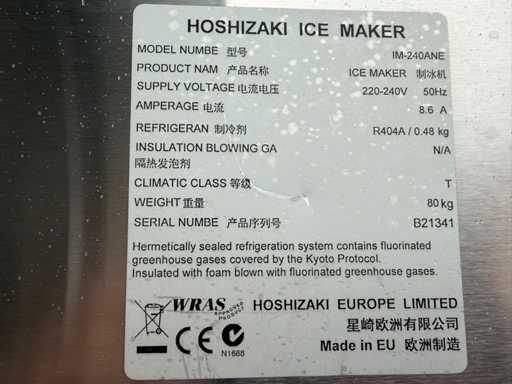 HOSHIZAKI ICE MAKER
MODEL NUMBE 型号 IM-240ANE
PRODUCT NAM 产品名称 ICE MAKER 制冰机
SUPPLY VOLTAGE 电流电压 220-240V 50Hz
AMPERAGE 电流 8.6 A
REFRIGERAN 制冷剂 R404A / 0.48 kg
INSULATION BLOWING GA N/A
隔热发泡剂
CLIMATIC CLASS 等级 T
WEIGHT 重量 80 kg
SERIAL NUMBE 产品序列号 B21341
Hermetically sealed refrigeration system contains fluorinated
greenhouse gases covered by the Kyoto Protocol.
Insulated with foam blown with fluorinated greenhouse gases.
WRAS APPROVED PRODUCT HOSHIZAKI EUROPE LIMITED
星崎欧洲有限公司
CE N1688 Made in EU 欧洲制造